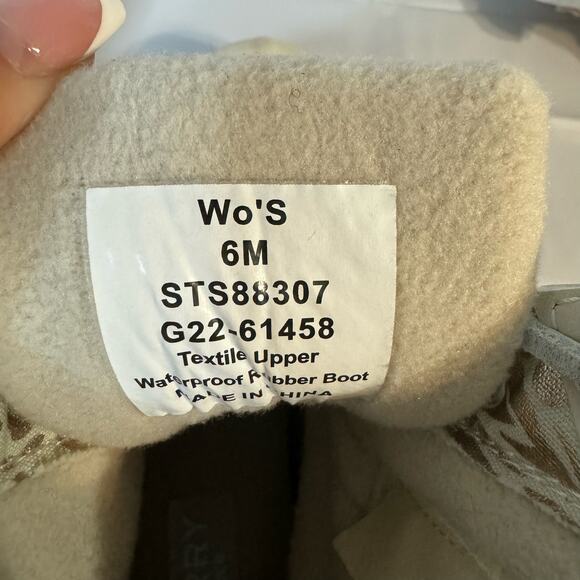 Wo'S
6M
STS88307
G22-61458
Textile Upper
Waterproof Rubber Boot
MADE IN CHINA